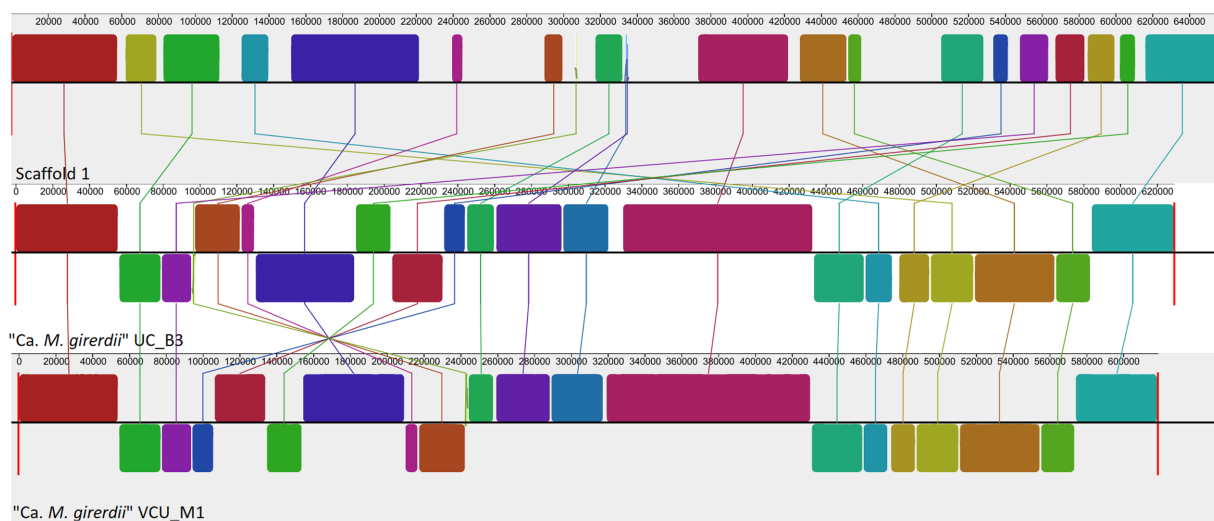 20000 40000 60000 80000 100000 120000 140000 160000 180000 200000 220000 240000 260000 280000 300000 320000 340000 360000 380000 400000 420000 440000 460000 480000 500000 520000 540000 560000 580000 600000 620000 640000
Scaffold 1
0 20000 40000 60000 80000 100000 120000 140000 160000 180000 200000 220000 240000 260000 280000 300000 320000 340000 360000 380000 400000 420000 440000 460000 480000 500000 520000 540000 560000 580000 600000 620000
"Ca. M. girerdii" UC_B3
0 20000 40000 60000 80000 100000 120000 140000 160000 180000 200000 220000 240000 260000 280000 300000 320000 340000 360000 380000 400000 420000 440000 460000 480000 500000 520000 540000 560000 580000 600000
"Ca. M. girerdii" VCU_M1